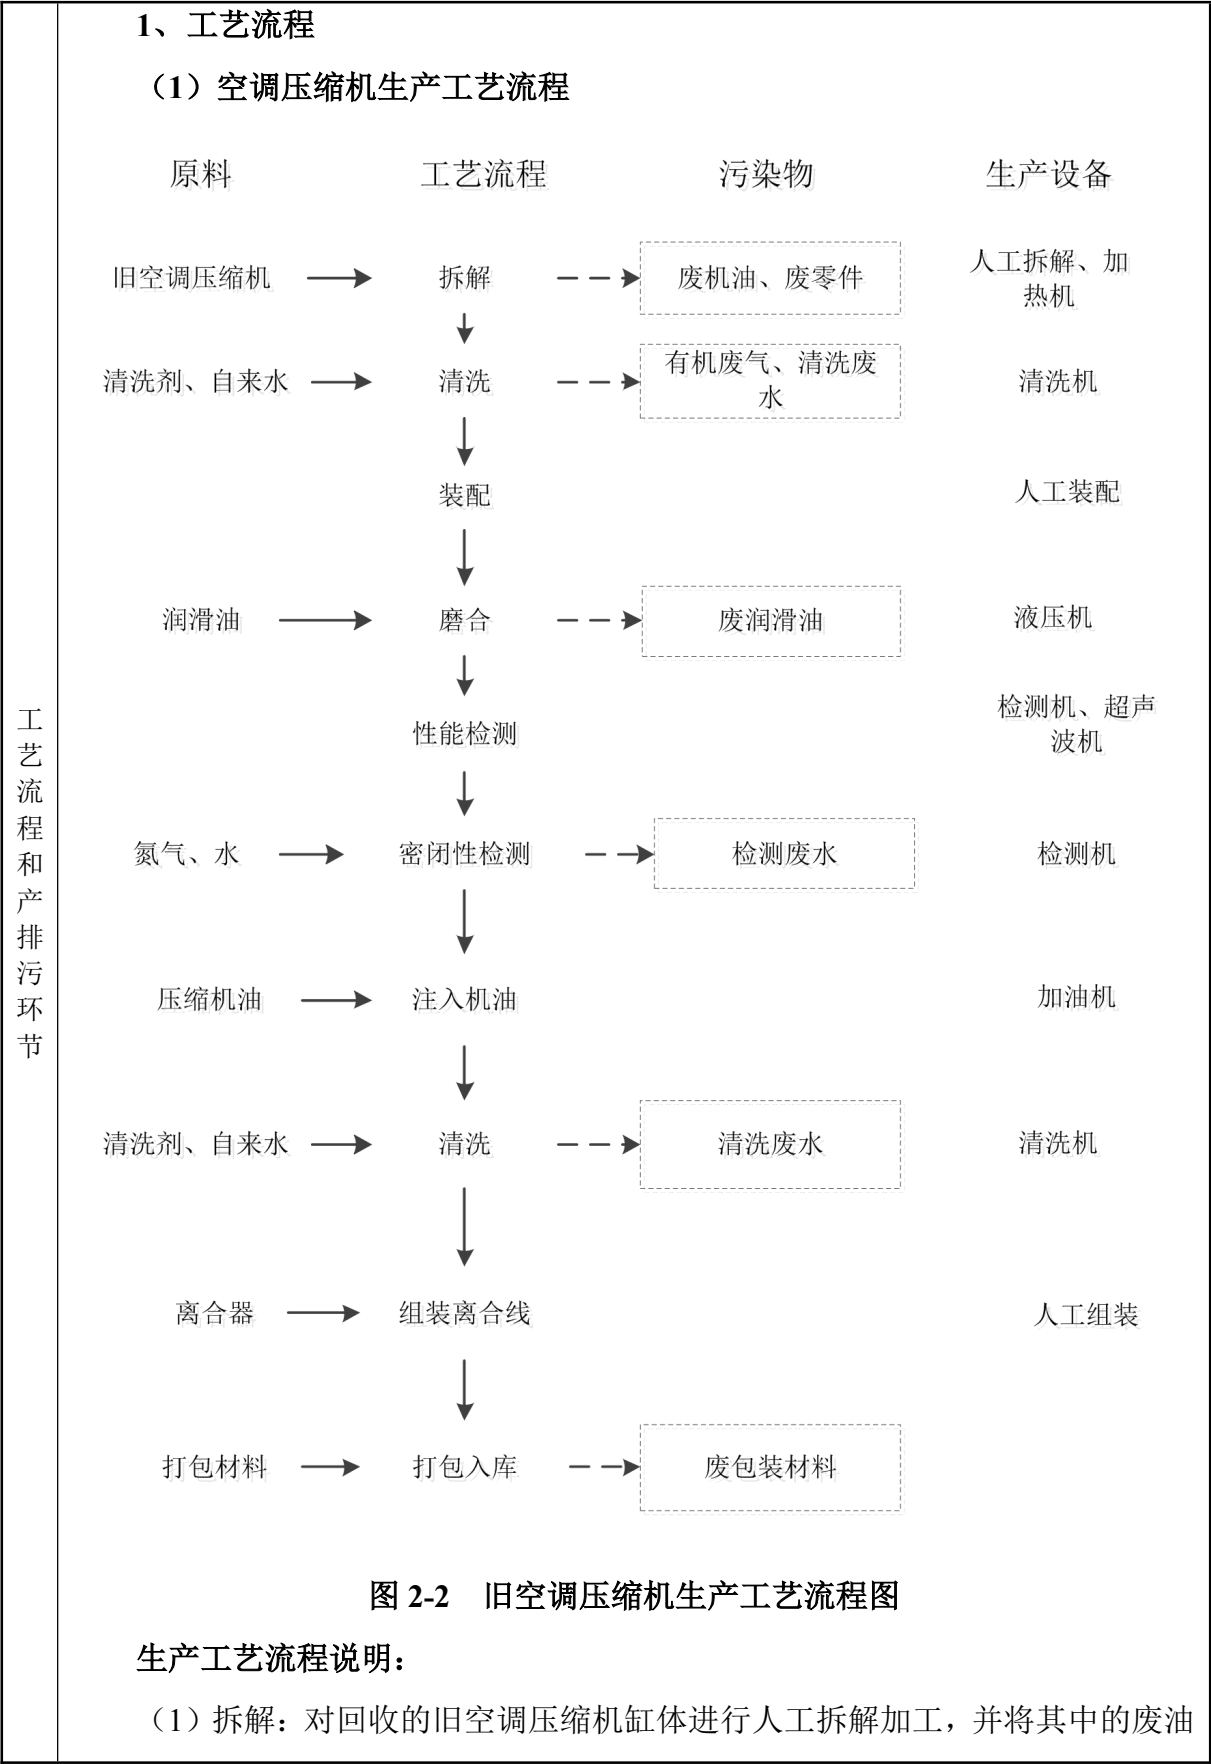 1、工艺流程
（1）空调压缩机生产工艺流程
原料 工艺流程 污染物 生产设备
旧空调压缩机 拆解 废机油、废零件 人工拆解、加
热机
清洗剂、自来水 清洗 有机废气、清洗废
水 清洗机
装配 人工装配
润滑油 磨合 废润滑油 液压机
性能检测 检测机、超声
波机
氮气、水 密闭性检测 检测废水 检测机
压缩机油 注入机油 加油机
清洗剂、自来水 清洗 清洗废水 清洗机
离合器 组装离合线 人工组装
打包材料 打包入库 废包装材料
图 2-2 旧空调压缩机生产工艺流程图
生产工艺流程说明：
（1）拆解：对回收的旧空调压缩机缸体进行人工拆解加工，并将其中的废油
工
艺
流
程
和
产
排
污
环
节